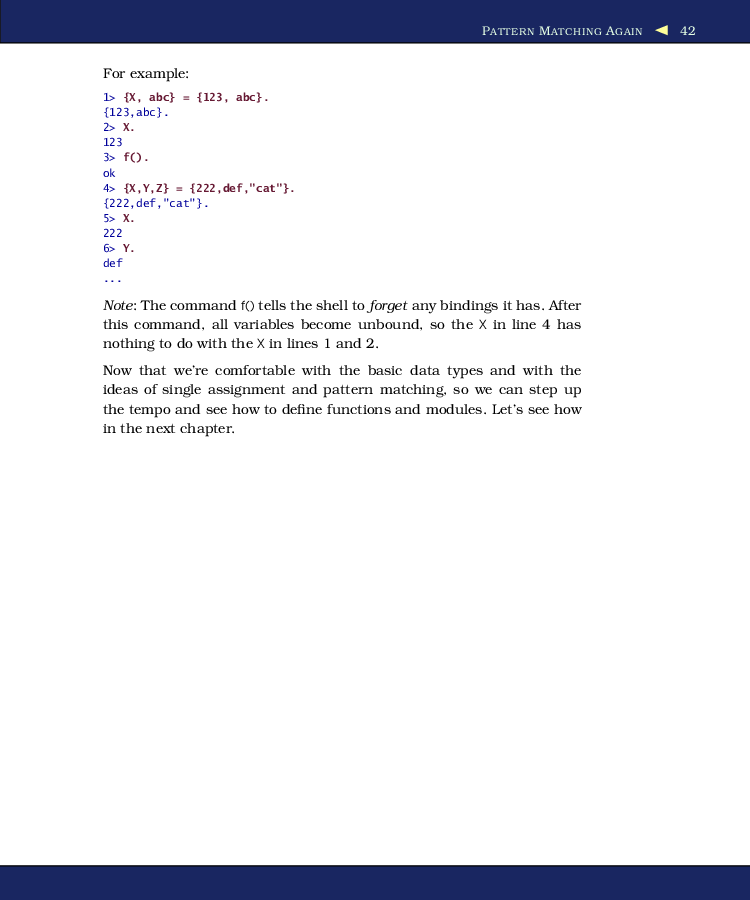 PATTERN MATCHING AGAIN ◀ 42
For example:
1> {X, abc} = {123, abc}.
{123,abc}.
2> X.
123
3> f().
ok
4> {X,Y,Z} = {222,def,"cat"}.
{222,def,"cat"}.
5> X.
222
6> Y.
def
...
Note: The command f() tells the shell to forget any bindings it has. After
this command, all variables become unbound, so the X in line 4 has
nothing to do with the X in lines 1 and 2.
Now that we're comfortable with the basic data types and with the
ideas of single assignment and pattern matching, so we can step up
the tempo and see how to define functions and modules. Let's see how
in the next chapter.